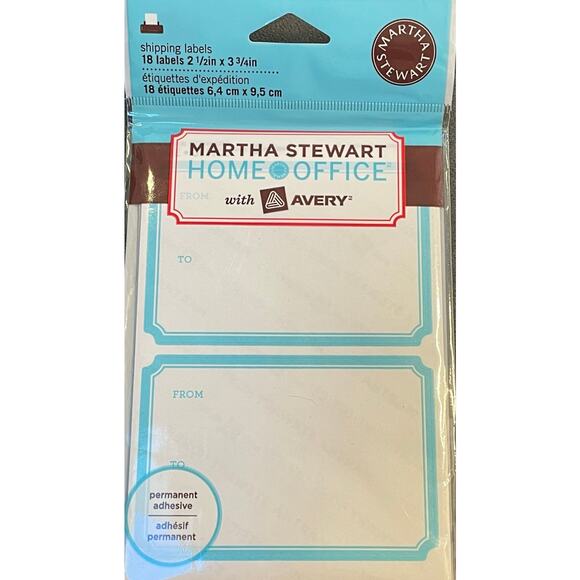 shipping labels
18 labels 2 1/2in x 3 3/4in
étiquettes d'expédition
18 étiquettes 6,4 cm x 9,5 cm
MARTHA
STEWART
MARTHA STEWART
HOME OFFICE™
with AVERY
FROM
TO
FROM
TO
permanent
adhesive
adhésif
permanent